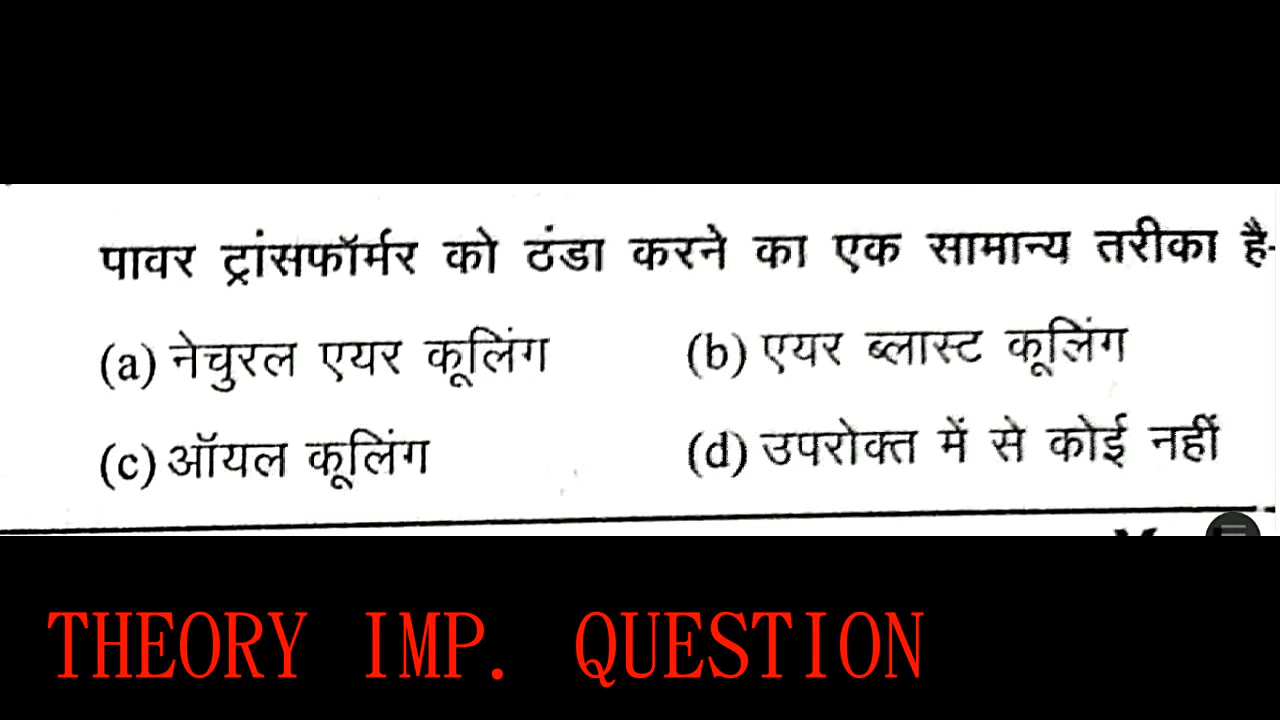 पावर ट्रांसफॉर्मर को ठंडा करने का एक सामान्य तरीका है-
(a) नेचुरल एयर कूलिंग (b) एयर ब्लास्ट कूलिंग
(c) ऑयल कूलिंग (d) उपरोक्त में से कोई नहीं
THEORY IMP. QUESTION